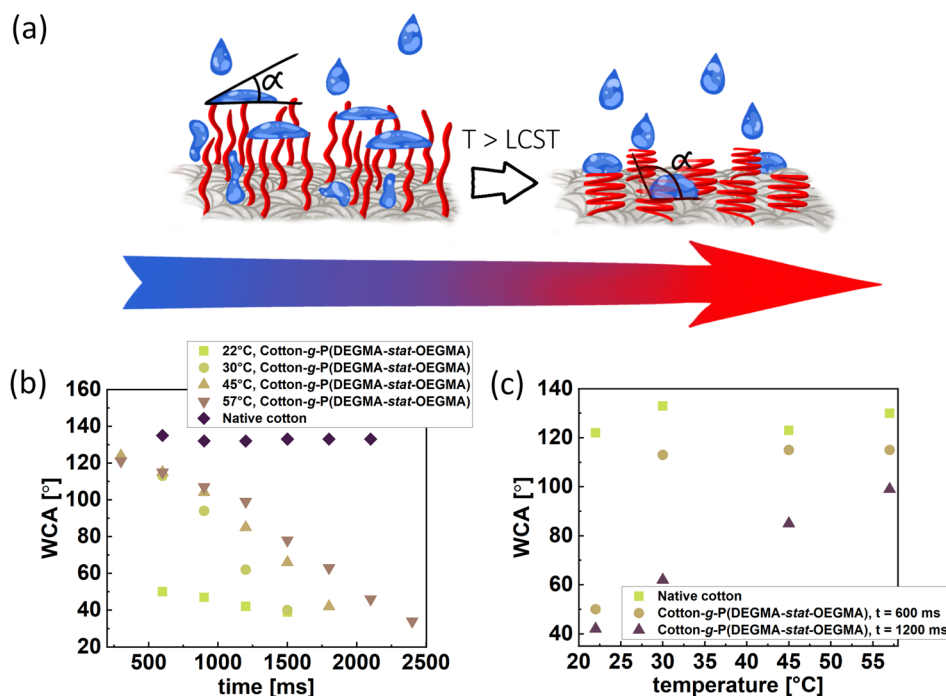 (a)
α
T > LCST
α
22°C, Cotton-g-P(DEGMA-stat-OEGMA)
30°C, Cotton-g-P(DEGMA-stat-OEGMA)
45°C, Cotton-g-P(DEGMA-stat-OEGMA)
57°C, Cotton-g-P(DEGMA-stat-OEGMA)
Native cotton
(b)
WCA [°]
160
140
120
100
80
60
40
20
500 1000 1500 2000 2500
time [ms]
(c)
WCA [°]
140
120
100
80
60
40
20 25 30 35 40 45 50 55
temperature [°C]
Native cotton
Cotton-g-P(DEGMA-stat-OEGMA), t = 600 ms
Cotton-g-P(DEGMA-stat-OEGMA), t = 1200 ms